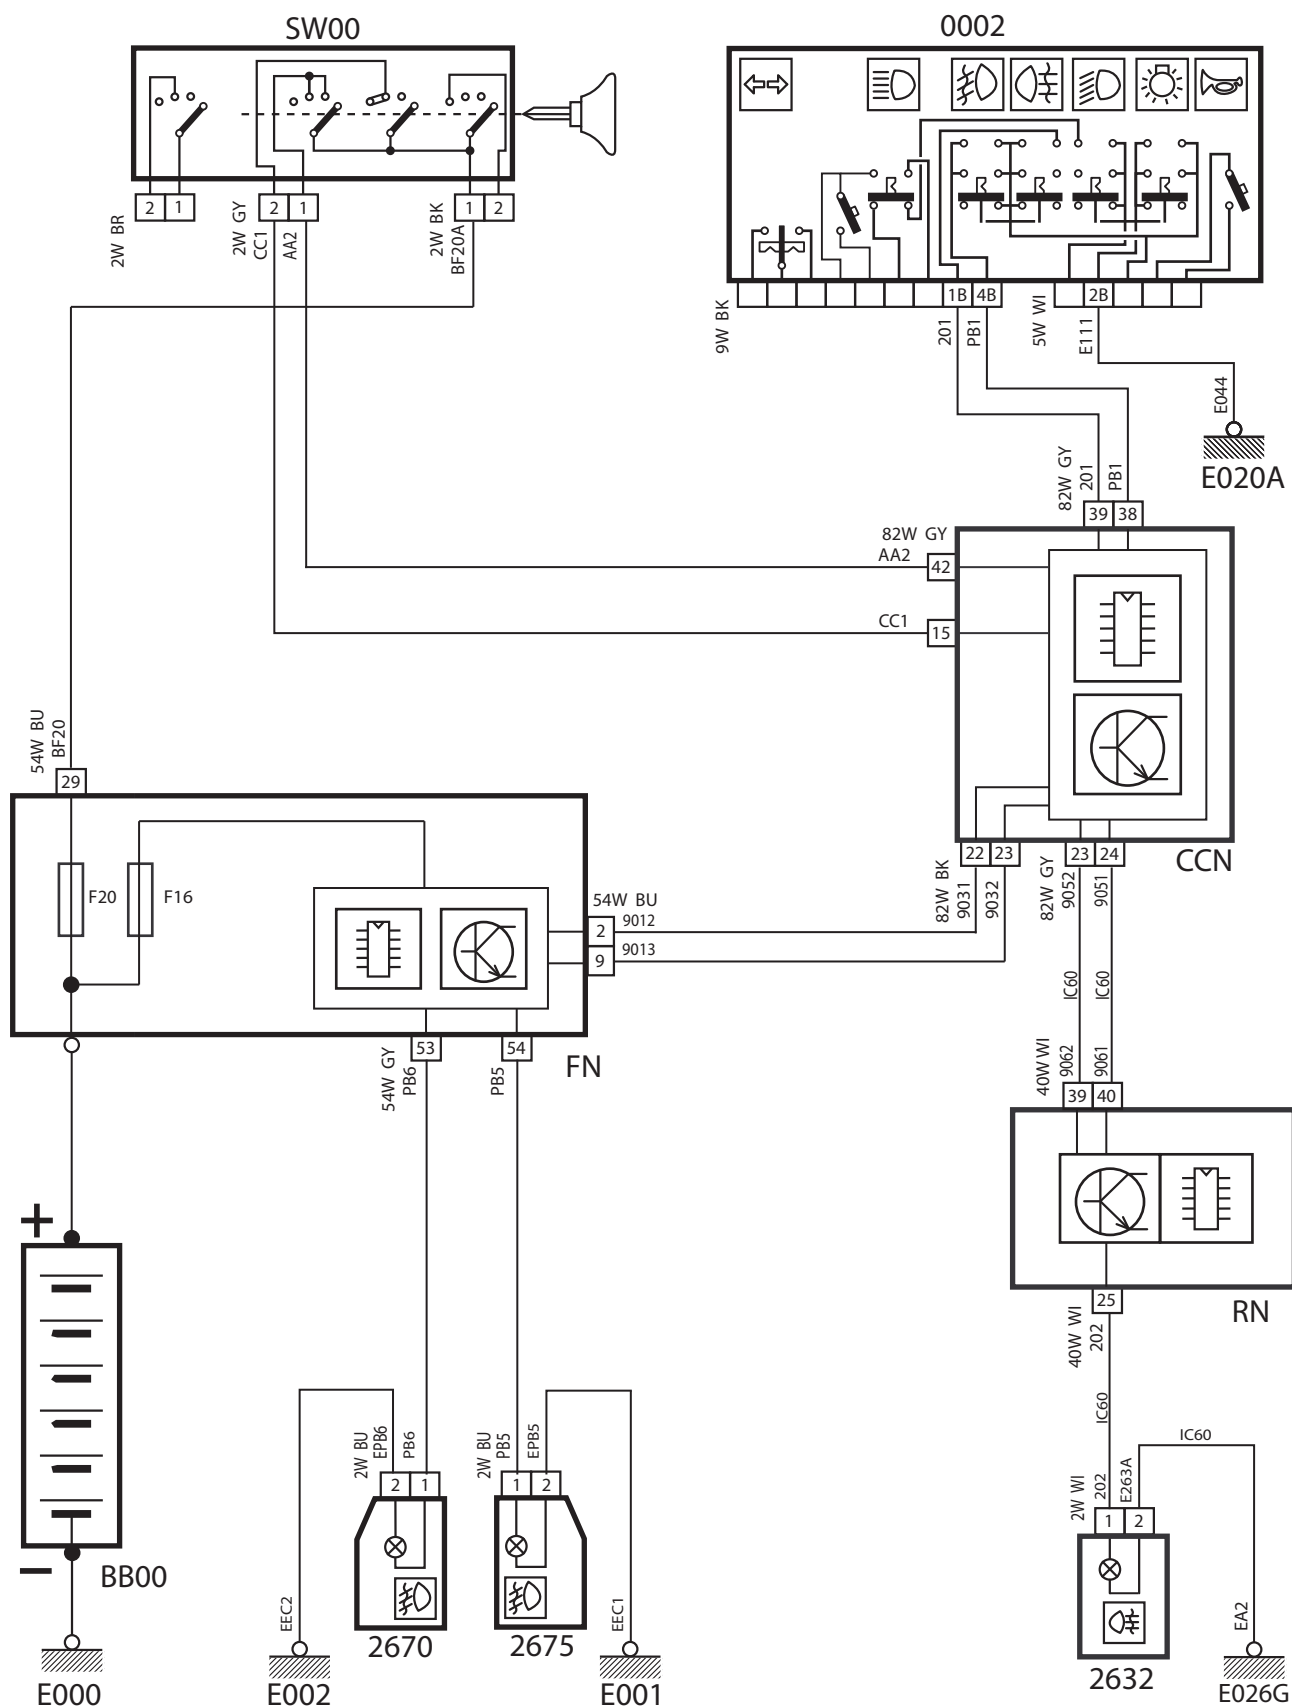 SW00
0002
2
1
2
1
1
2
2W BR
2W GY
CC1
AA2
2W BK
BF20A
1B
4B
2B
9W BK
201
PB1
5W WI
E111
E044
E020A
82W GY
201
PB1
39
38
82W GY
AA2
42
CC1
15
54W BU
BF20
29
CCN
22
23
23
24
82W BK
9031
9032
82W GY
9052
9051
F20
F16
54W BU
2
9012
9
9013
IC60
IC60
53
54
FN
54W GY
PB6
PB5
40W WI
9062
9061
39
40
+
RN
25
40W WI
202
IC60
2W BU
EPB6
PB6
2W BU
PB5
EPB5
IC60
2
1
1
2
2W WI
202
E263A
1
2
−
BB00
EEC2
EEC1
EA2
2670
2675
2632
E000
E002
E001
E026G